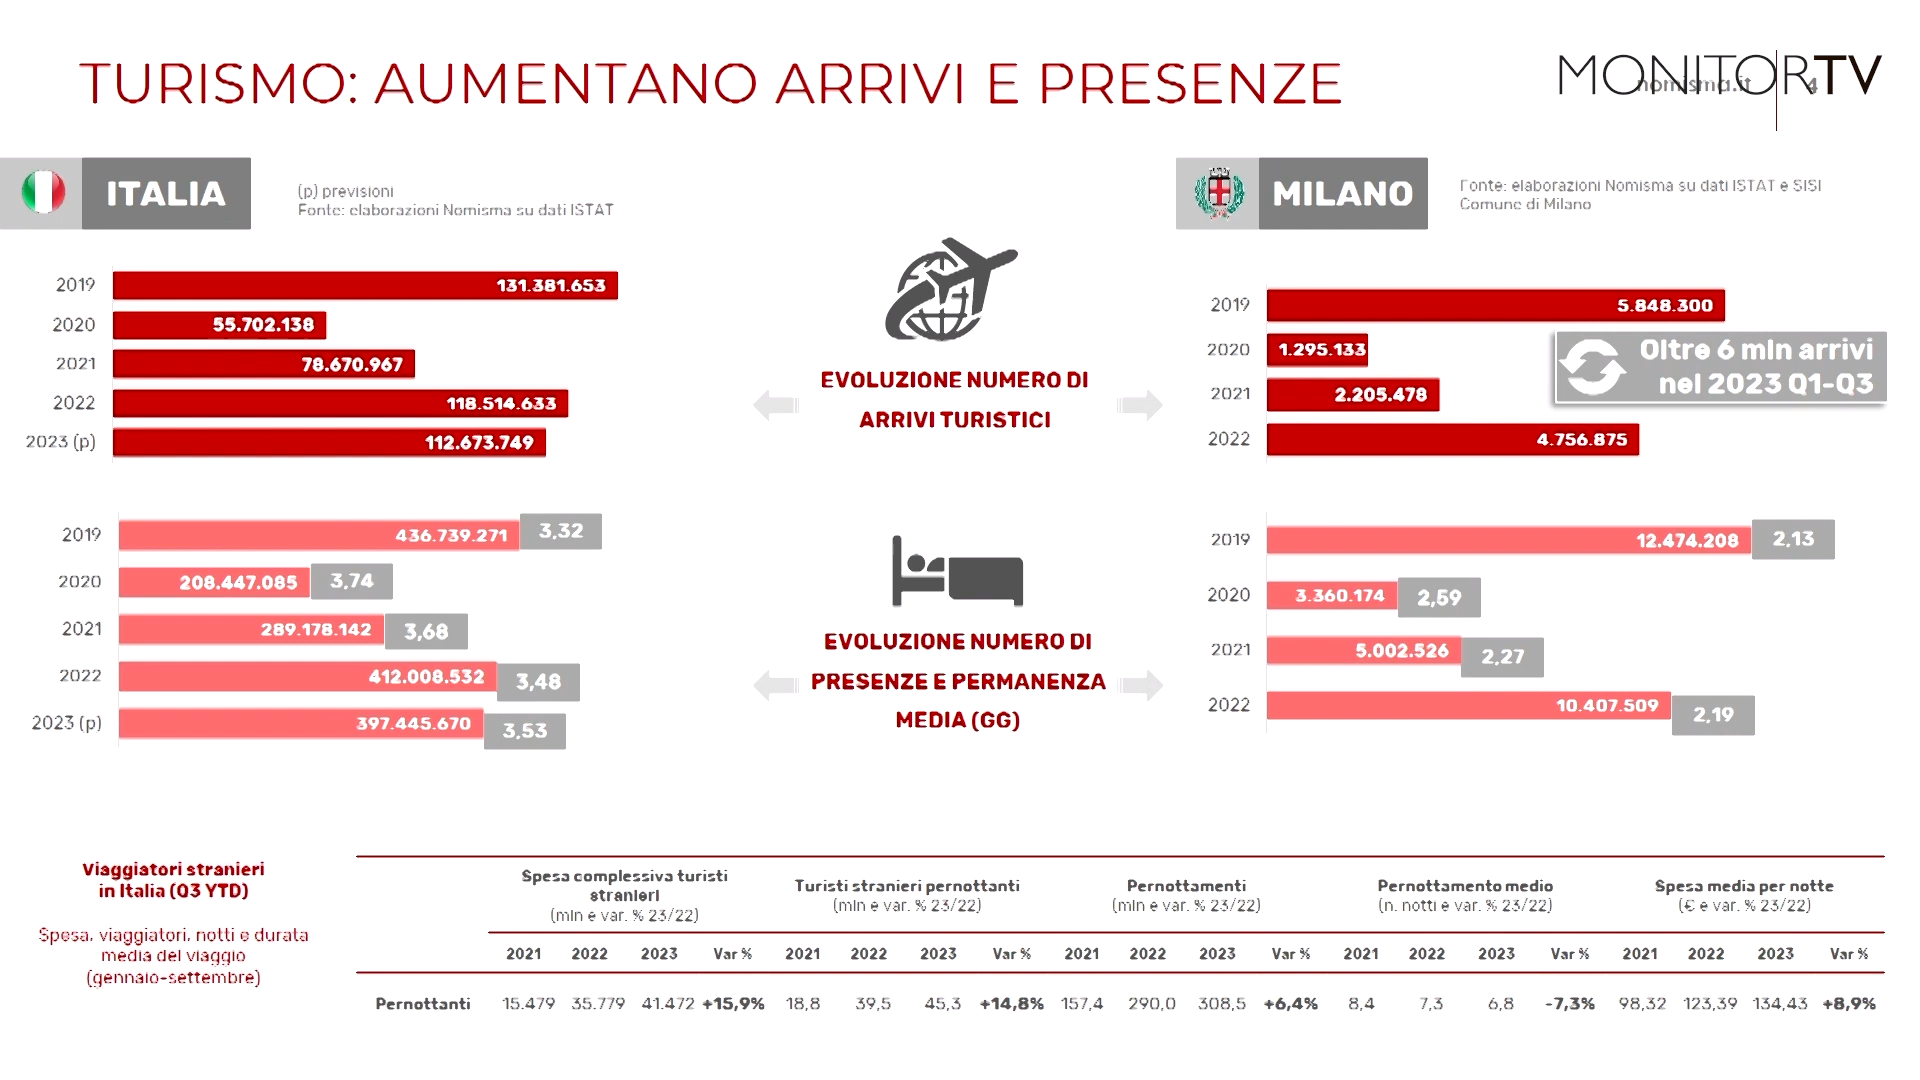 TURISMO: AUMENTANO ARRIVI E PRESENZE
MONITORTV
nomisma.it
4
ITALIA
(p) previsioni
Fonte: elaborazioni Nomisma su dati ISTAT
MILANO
Fonte: elaborazioni Nomisma su dati ISTAT e SISI
Comune di Milano
2019 131.381.653
2020 55.702.138
2021 78.670.967
2022 118.514.633
2023 (p) 112.673.749
EVOLUZIONE NUMERO DI
ARRIVI TURISTICI
2019 5.848.300
2020 1.295.133
2021 2.205.478
2022 4.756.875
Oltre 6 mln arrivi
nel 2023 Q1-Q3
2019 436.739.271 3,32
2020 208.447.085 3,74
2021 289.178.142 3,68
2022 412.008.532 3,48
2023 (p) 397.445.670 3,53
EVOLUZIONE NUMERO DI
PRESENZE E PERMANENZA
MEDIA (GG)
2019 12.474.208 2,13
2020 3.360.174 2,59
2021 5.002.526 2,27
2022 10.407.509 2,19
Viaggiatori stranieri
in Italia (Q3 YTD)
Spesa, viaggiatori, notti e durata
media del viaggio
(gennaio-settembre)
Spesa complessiva turisti
stranieri
(mln e var. % 23/22)
Turisti stranieri pernottanti
(mln e var. % 23/22)
Pernottamenti
(mln e var. % 23/22)
Pernottamento medio
(n. notti e var. % 23/22)
Spesa media per notte
(€ e var. % 23/22)
2021 2022 2023 Var % 2021 2022 2023 Var % 2021 2022 2023 Var % 2021 2022 2023 Var % 2021 2022 2023 Var %
Pernottanti 15.479 35.779 41.472 +15,9% 18,8 39,5 45,3 +14,8% 157,4 290,0 308,5 +6,4% 8,4 7,3 6,8 -7,3% 98,32 123,39 134,43 +8,9%